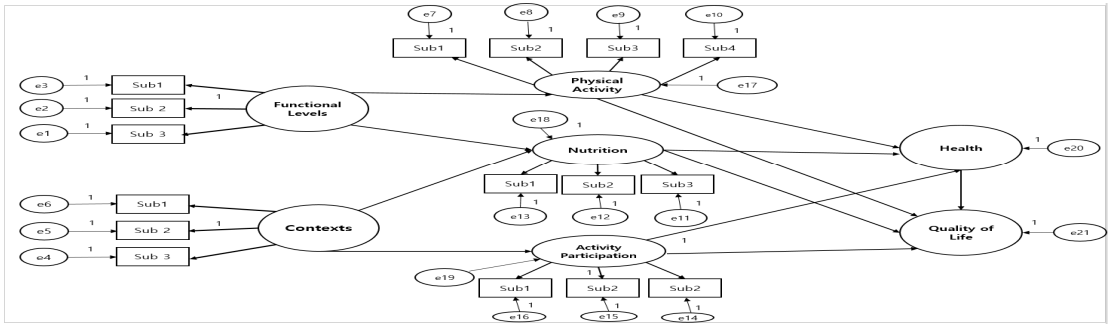 e7
e8
e9
e10
1
1
1
1
Sub1
Sub2
Sub3
Sub4
e3
1
Sub1
e2
1
Sub 2
1
e1
1
Sub 3
Functional
Levels
Physical
Activity
1
e17
e18
1
Nutrition
Sub1
Sub2
Sub3
1
1
1
e13
e12
e11
Health
1
e20
e6
1
Sub1
e5
1
Sub 2
1
e4
1
Sub 3
Contexts
Activity
Participation
1
e19
1
Sub1
Sub2
Sub2
1
1
1
e16
e15
e14
Quality of
Life
1
e21